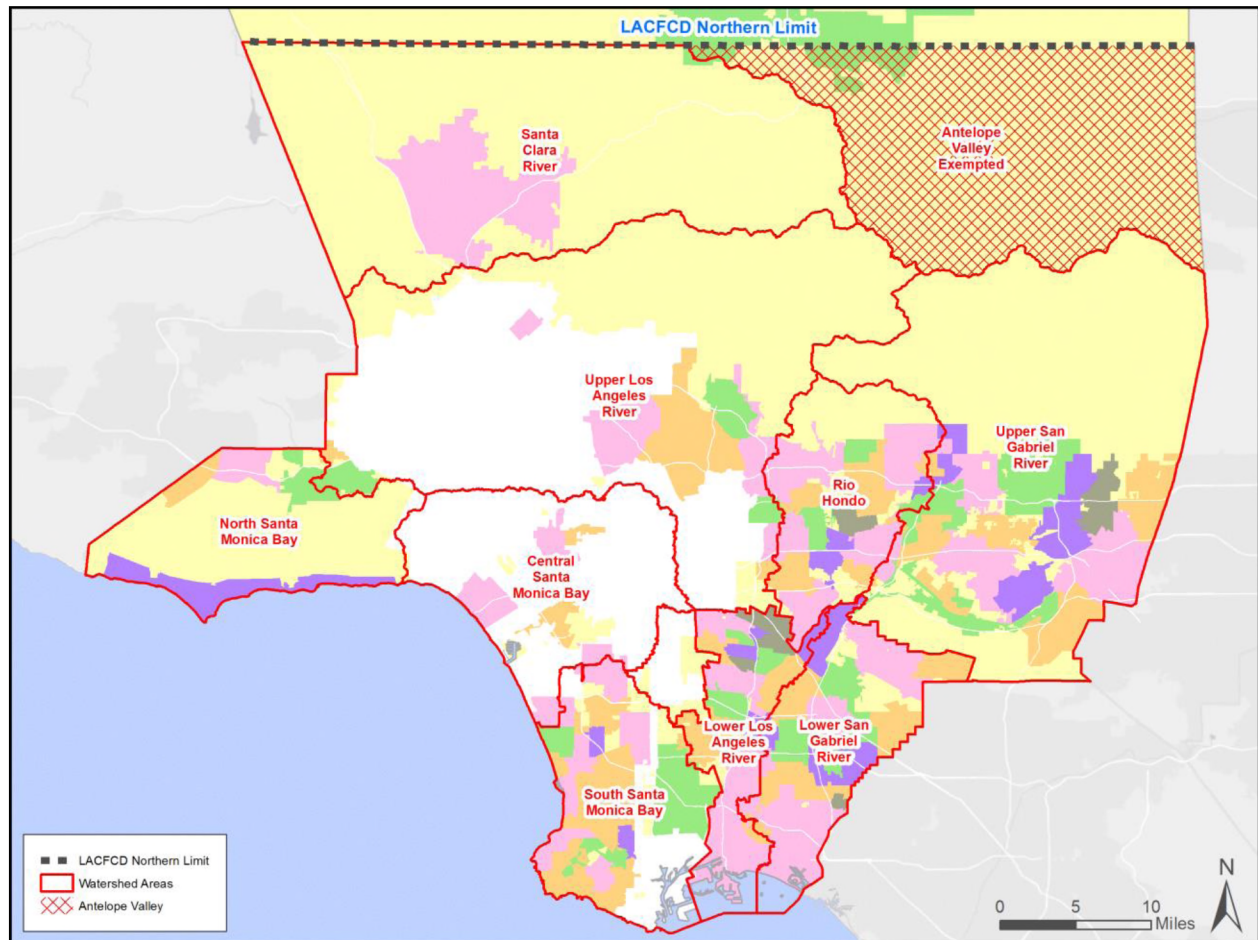 LACFCD Northern Limit
Santa
Clara
River
Antelope
Valley
Exempted
Upper Los
Angeles
River
Upper San
Gabriel
River
Rio
Hondo
North Santa
Monica Bay
Central
Santa
Monica Bay
Lower Los
Angeles
River
Lower San
Gabriel
River
South Santa
Monica Bay
LACFCD Northern Limit
Watershed Areas
Antelope Valley
N
0 5 10
Miles